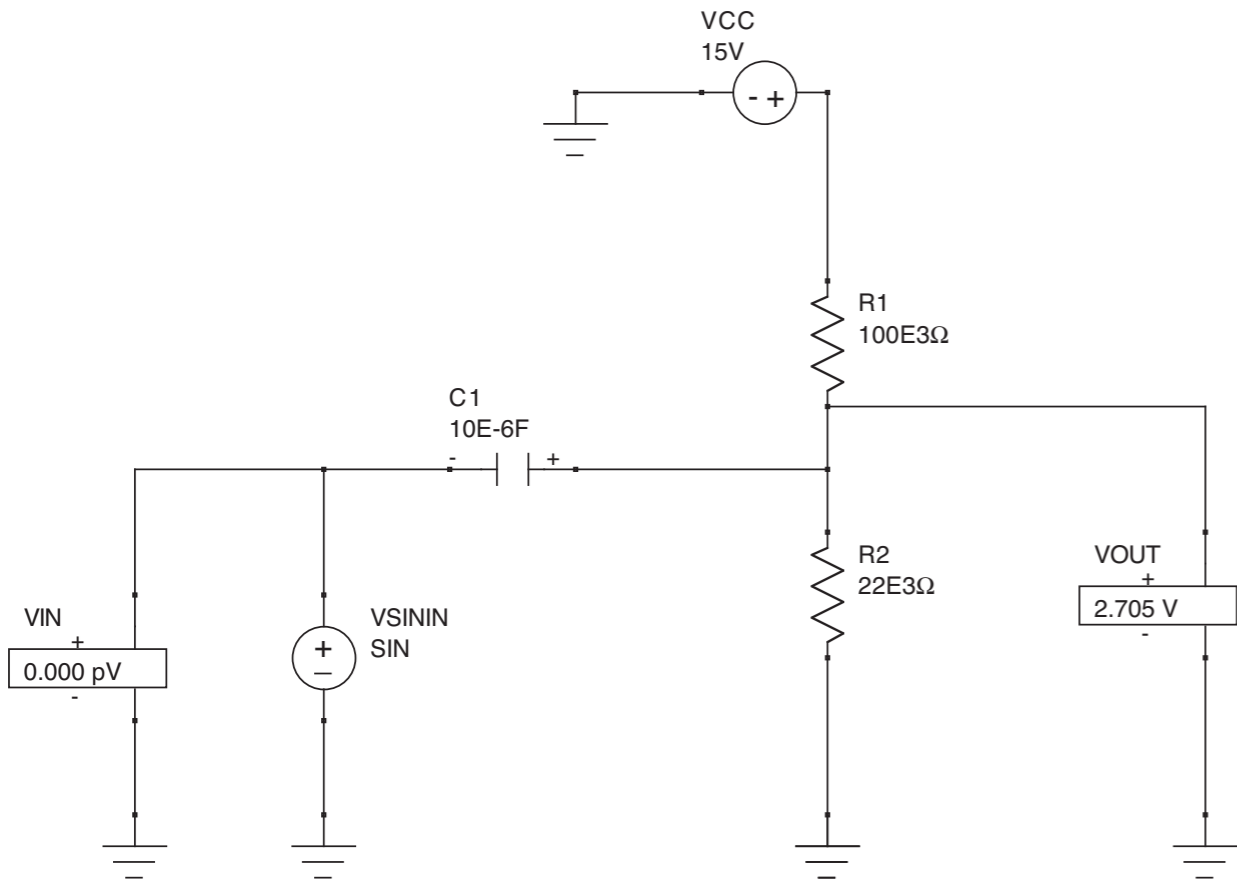 VCC
15V
- +
R1
100E3Ω
C1
10E-6F
- +
R2
22E3Ω
VOUT
+
2.705 V
-
VIN
+
0.000 pV
-
VSININ
SIN
+
–